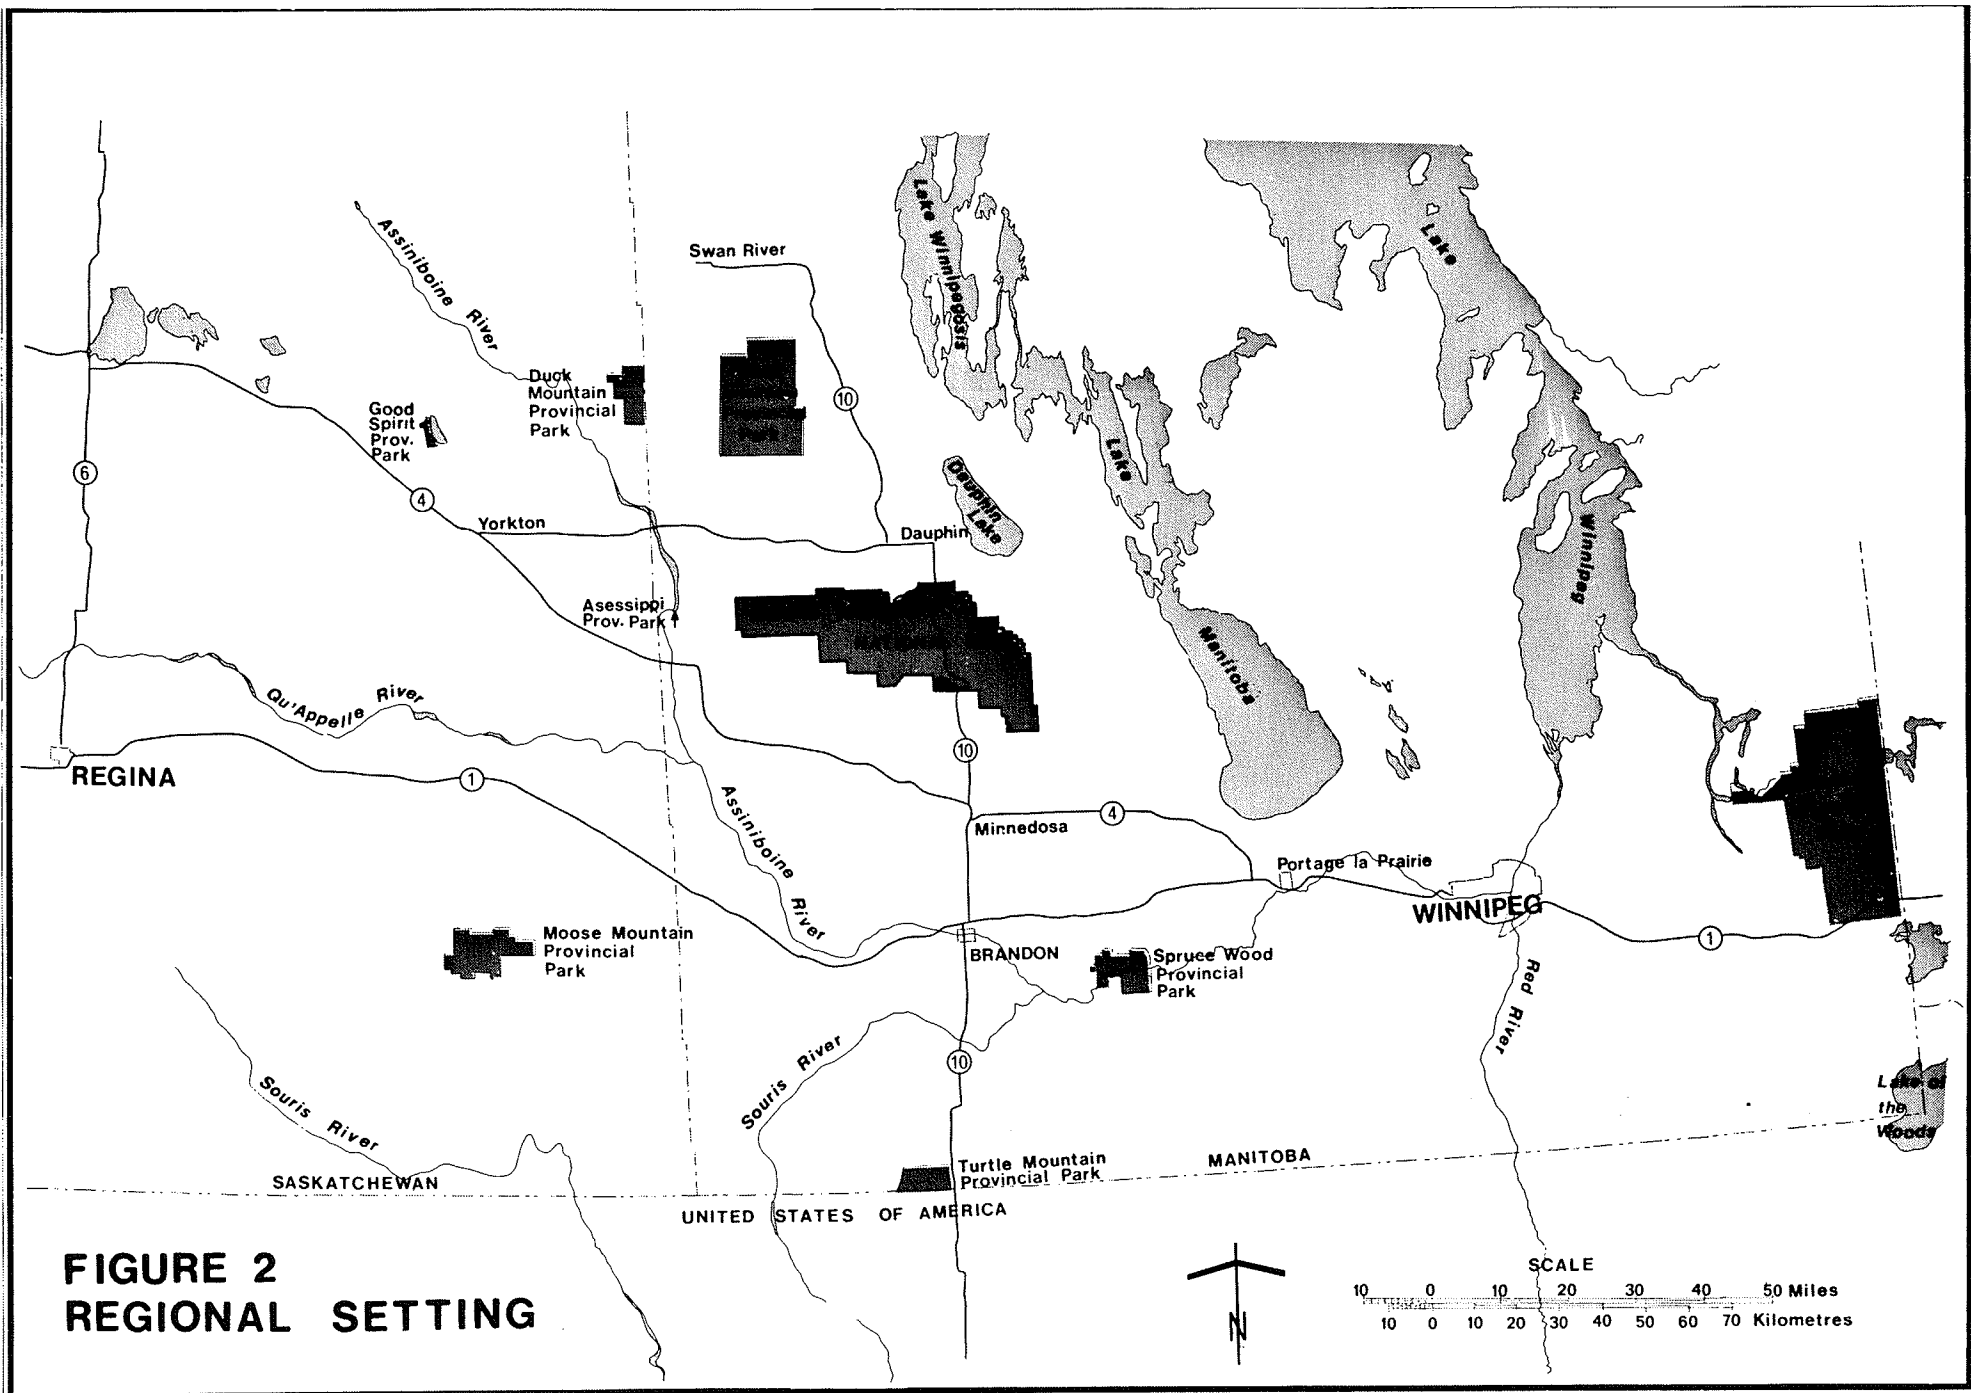 Assiniboine River
Swan River
Lake Winnipegosis
Lake
Duck
Mountain
Provincial
Park
10
Good
Spirit
Prov.
Park
Park
6
4
Lake
Dauphin
Lake
Yorkton
Dauphin
Winnipeg
Asessippi
Prov. Park
NATIONAL
Manitoba
Qu'Appelle River
REGINA
1
10
Assiniboine River
Minnedosa
4
Portage la Prairie
WINNIPEG
1
Moose Mountain
Provincial
Park
BRANDON
Spruce Wood
Provincial
Park
Red River
Souris River
Souris River
10
Lake of
the
Woods
Turtle Mountain
Provincial Park
MANITOBA
SASKATCHEWAN
UNITED STATES OF AMERICA
FIGURE 2
REGIONAL SETTING
N
SCALE
10 0 10 20 30 40 50 Miles
10 0 10 20 30 40 50 60 70 Kilometres